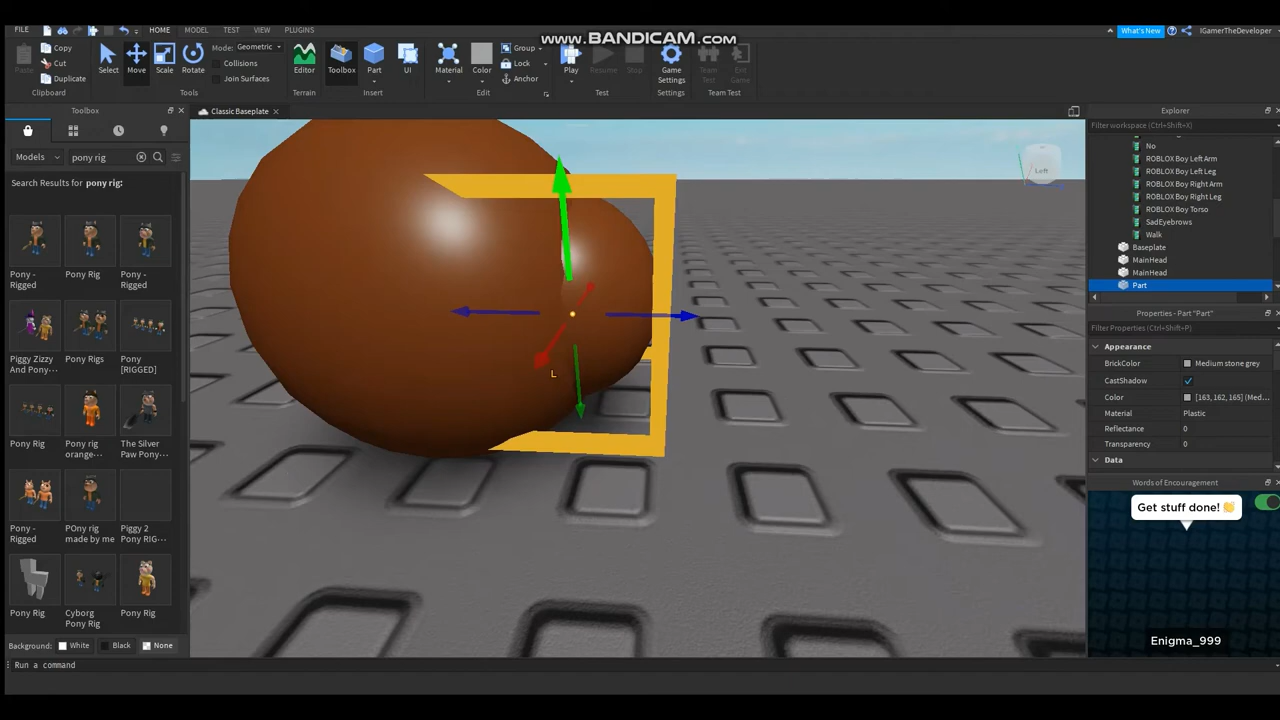 www.BANDICAM.com
FILE HOME MODEL TEST VIEW PLUGINS
What's New IGamerTheDeveloper
Copy
Cut
Duplicate
Paste
Clipboard
Select Move Scale Rotate
Mode: Geometric
Collisions
Join Surfaces
Tools
Editor
Terrain
Toolbox Part UI
Insert
Material Color
Group
Lock
Anchor
Edit
Play Resume Stop
Test
Game
Settings
Settings
Team
Test
Exit
Game
Team Test
Toolbox
Classic Baseplate
Explorer
Filter workspace (Ctrl+Shift+X)
Models pony rig
Search Results for pony rig:
Pony -
Rigged
Pony Rig
Pony -
Rigged
Piggy Zizzy
And Pony···
Pony Rigs
Pony
[RIGGED]
Pony Rig
Pony rig
orange···
The Silver
Paw Pony···
Pony -
Rigged
POny rig
made by me
Piggy 2
Pony RIG···
Pony Rig
Cyborg
Pony Rig
Pony Rig
Background: White Black None
Run a command
L
Left
No
ROBLOX Boy Left Arm
ROBLOX Boy Left Leg
ROBLOX Boy Right Arm
ROBLOX Boy Right Leg
ROBLOX Boy Torso
SadEyebrows
Walk
Baseplate
MainHead
MainHead
Part
Properties - Part "Part"
Filter Properties (Ctrl+Shift+P)
Appearance
BrickColor Medium stone grey
CastShadow
Color [163, 162, 165] (Med...
Material Plastic
Reflectance 0
Transparency 0
Data
Words of Encouragement
Get stuff done! 👏
Enigma_999